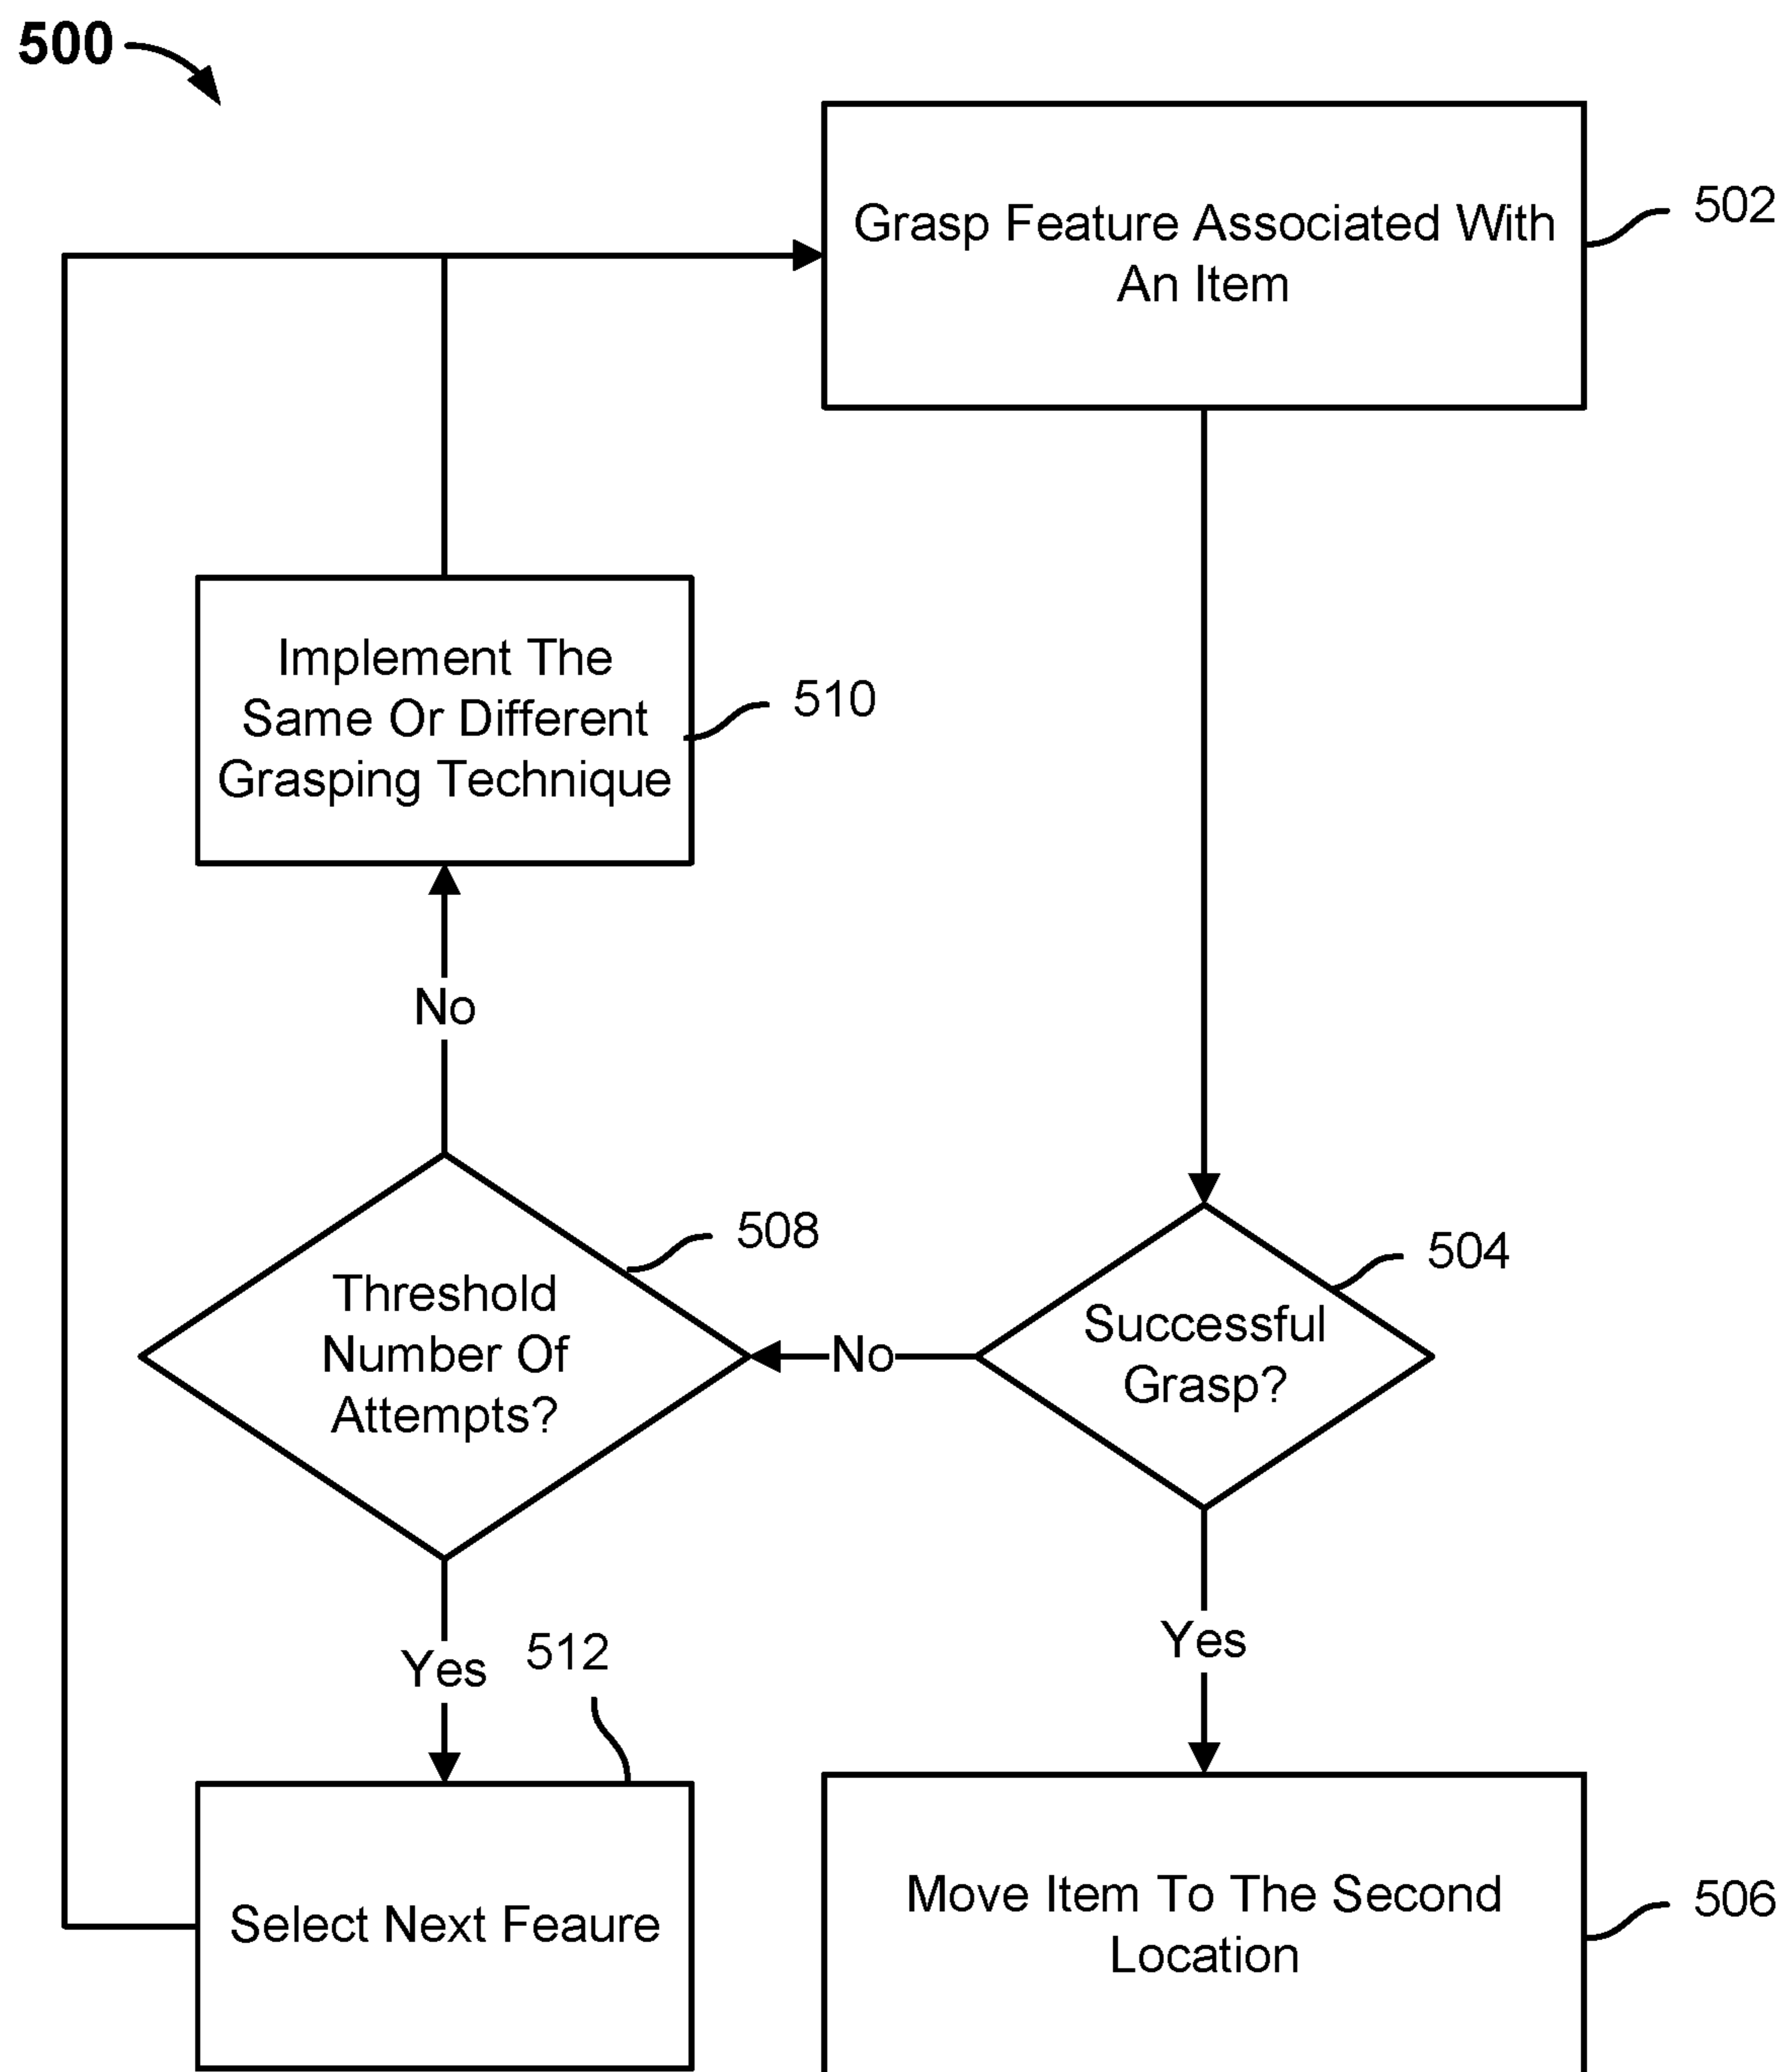 500
Grasp Feature Associated With
An Item
502
Implement The
Same Or Different
Grasping Technique
510
No
508
Threshold
Number Of
Attempts?
504
Successful
Grasp?
No
Yes
512
Yes
Select Next Feaure
Move Item To The Second
Location
506